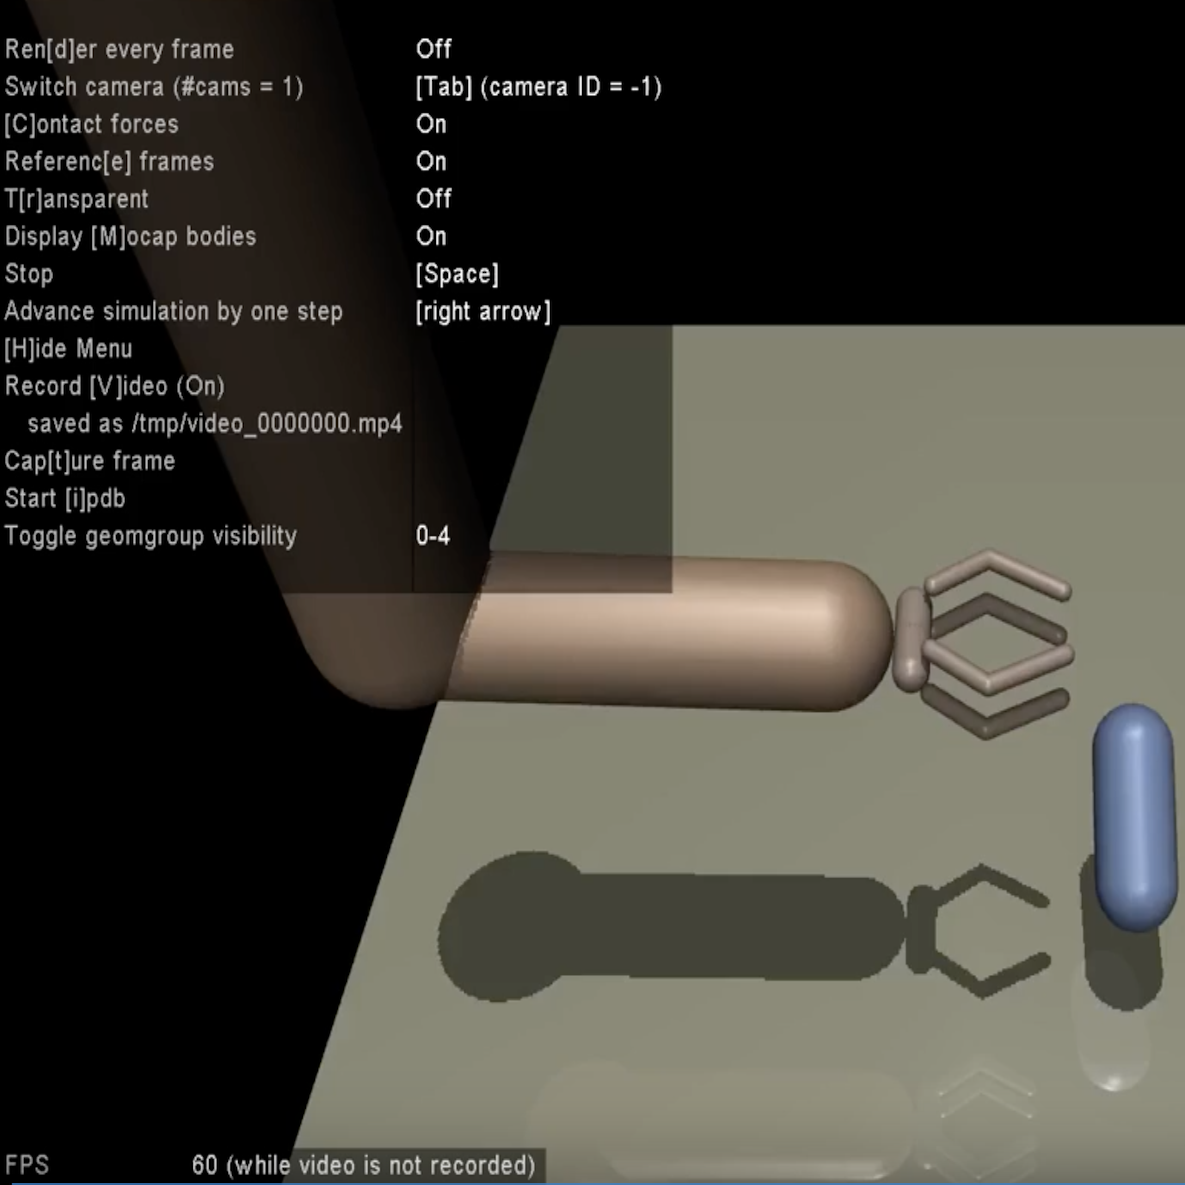 Ren[d]er every frame Off
Switch camera (#cams = 1) [Tab] (camera ID = -1)
[C]ontact forces On
Referenc[e] frames On
T[r]ansparent Off
Display [M]ocap bodies On
Stop [Space]
Advance simulation by one step [right arrow]
[H]ide Menu
Record [V]ideo (On)
saved as /tmp/video_0000000.mp4
Cap[t]ure frame
Start [i]pdb
Toggle geomgroup visibility 0-4
FPS 60 (while video is not recorded)